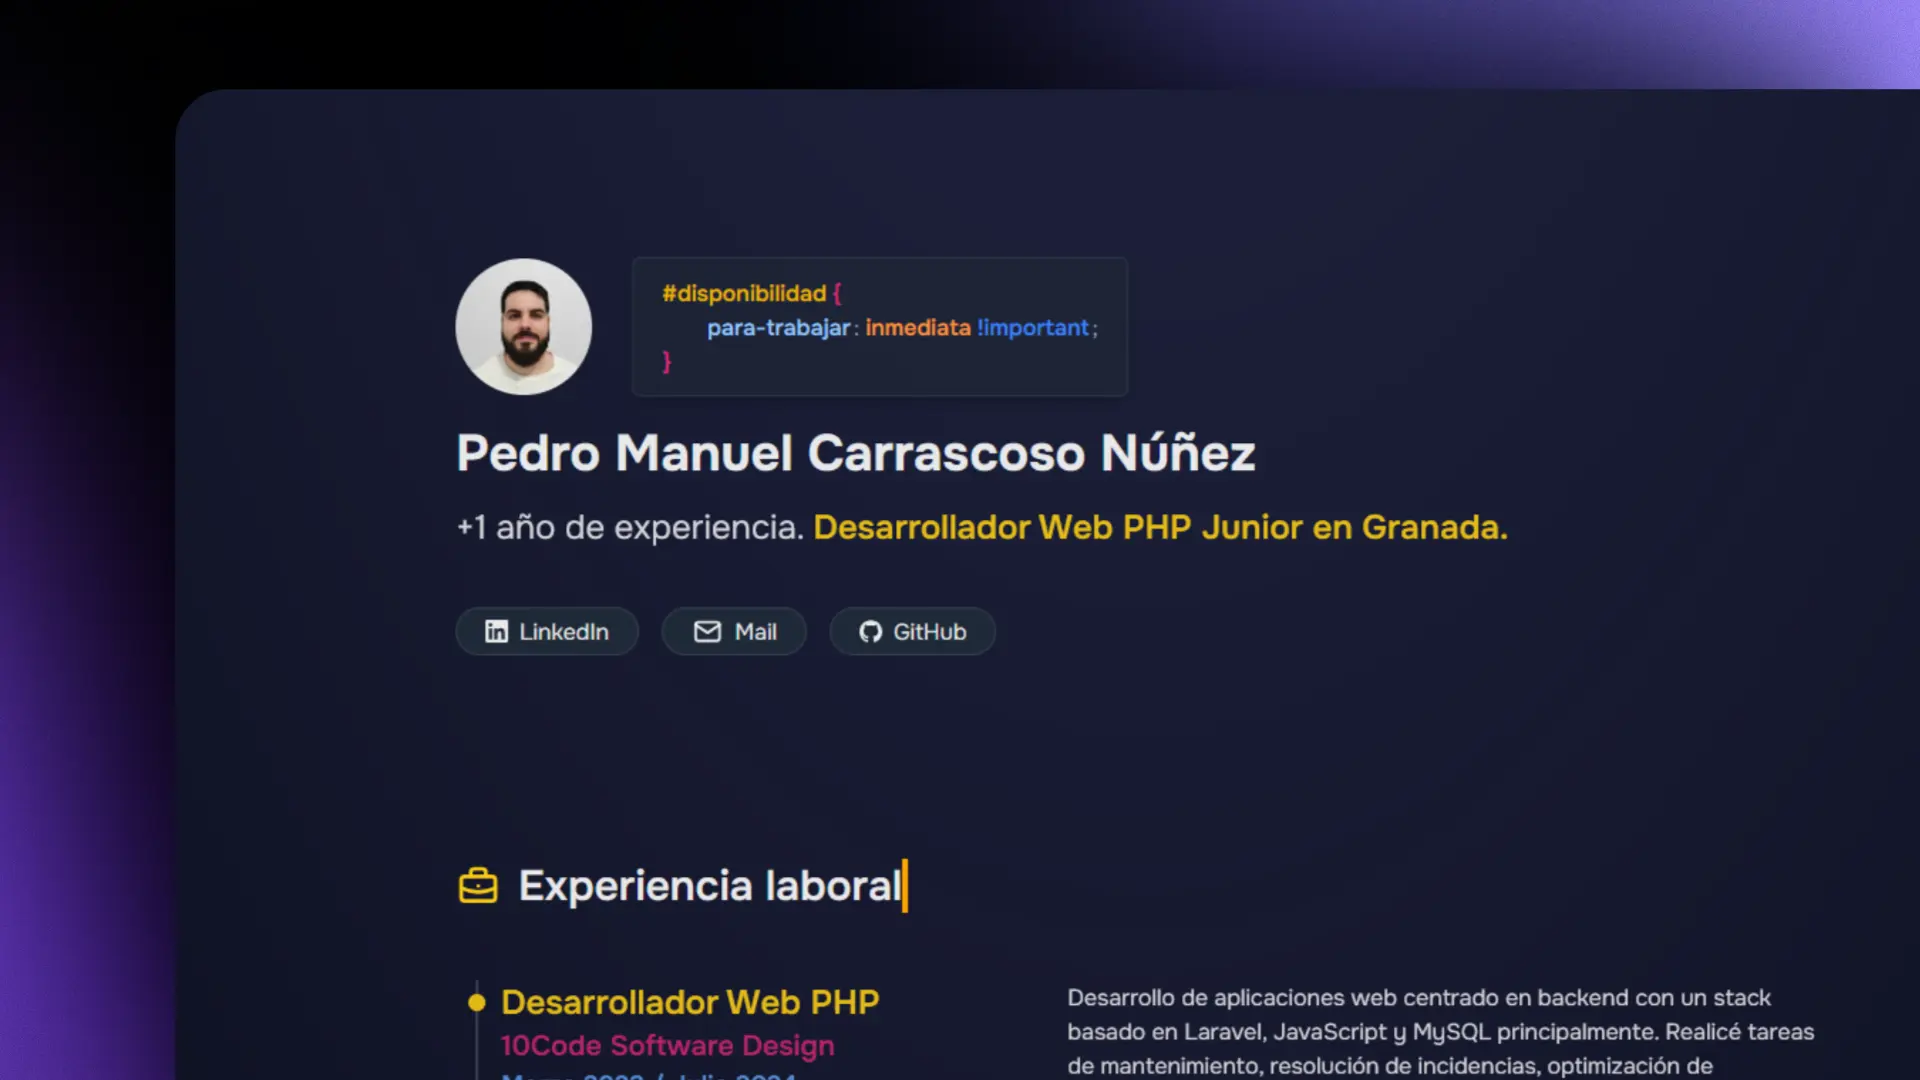 #disponibilidad {
para-trabajar: inmediata !important;
}
Pedro Manuel Carrascoso Núñez
+1 año de experiencia. Desarrollador Web PHP Junior en Granada.
LinkedIn
Mail
GitHub
Experiencia laboral
Desarrollador Web PHP
10Code Software Design
Desarrollo de aplicaciones web centrado en backend con un stack
basado en Laravel, JavaScript y MySQL principalmente. Realicé tareas
de mantenimiento, resolución de incidencias, optimización de